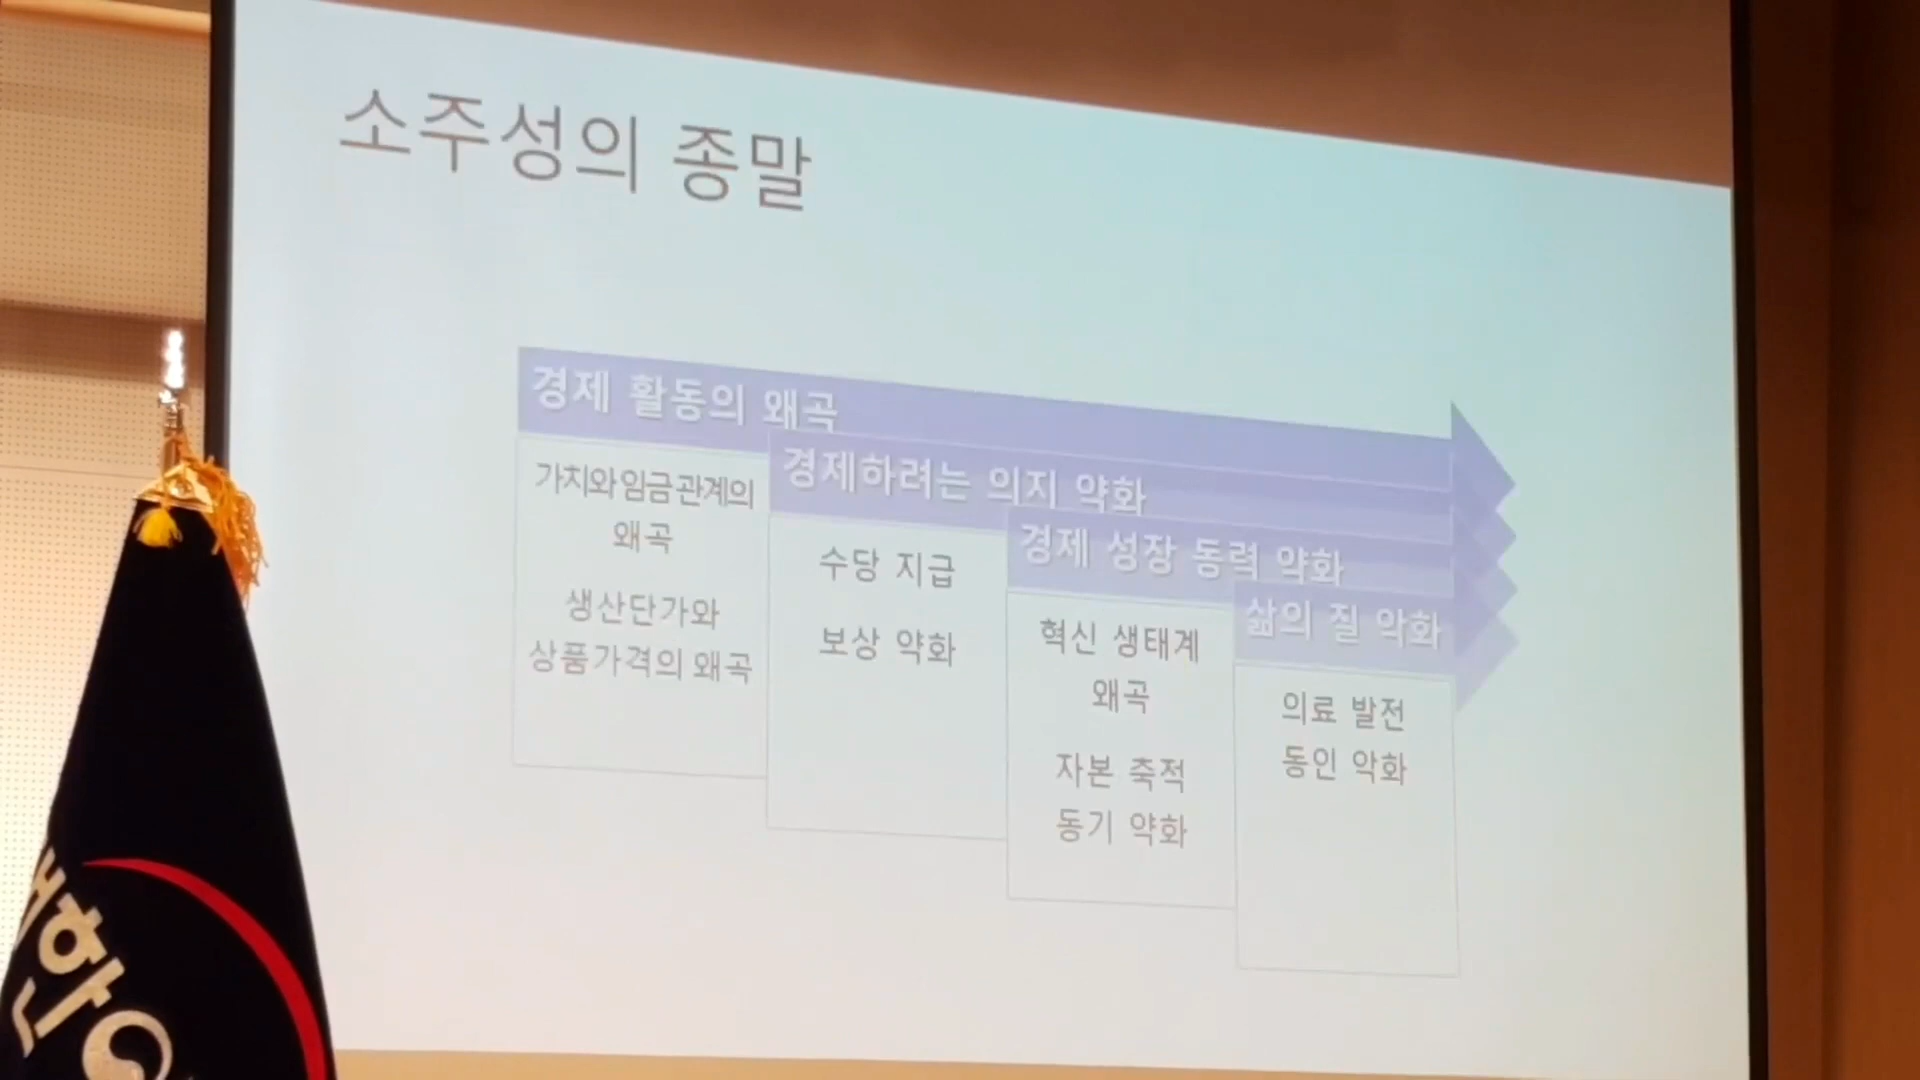 소주성의 종말
경제 활동의 왜곡
가치와 임금 관계의
왜곡
생산단가와
상품가격의 왜곡
경제하려는 의지 약화
수당 지급
보상 약화
경제 성장 동력 약화
혁신 생태계
왜곡
자본 축적
동기 약화
삶의 질 악화
의료 발전
동인 악화
대한